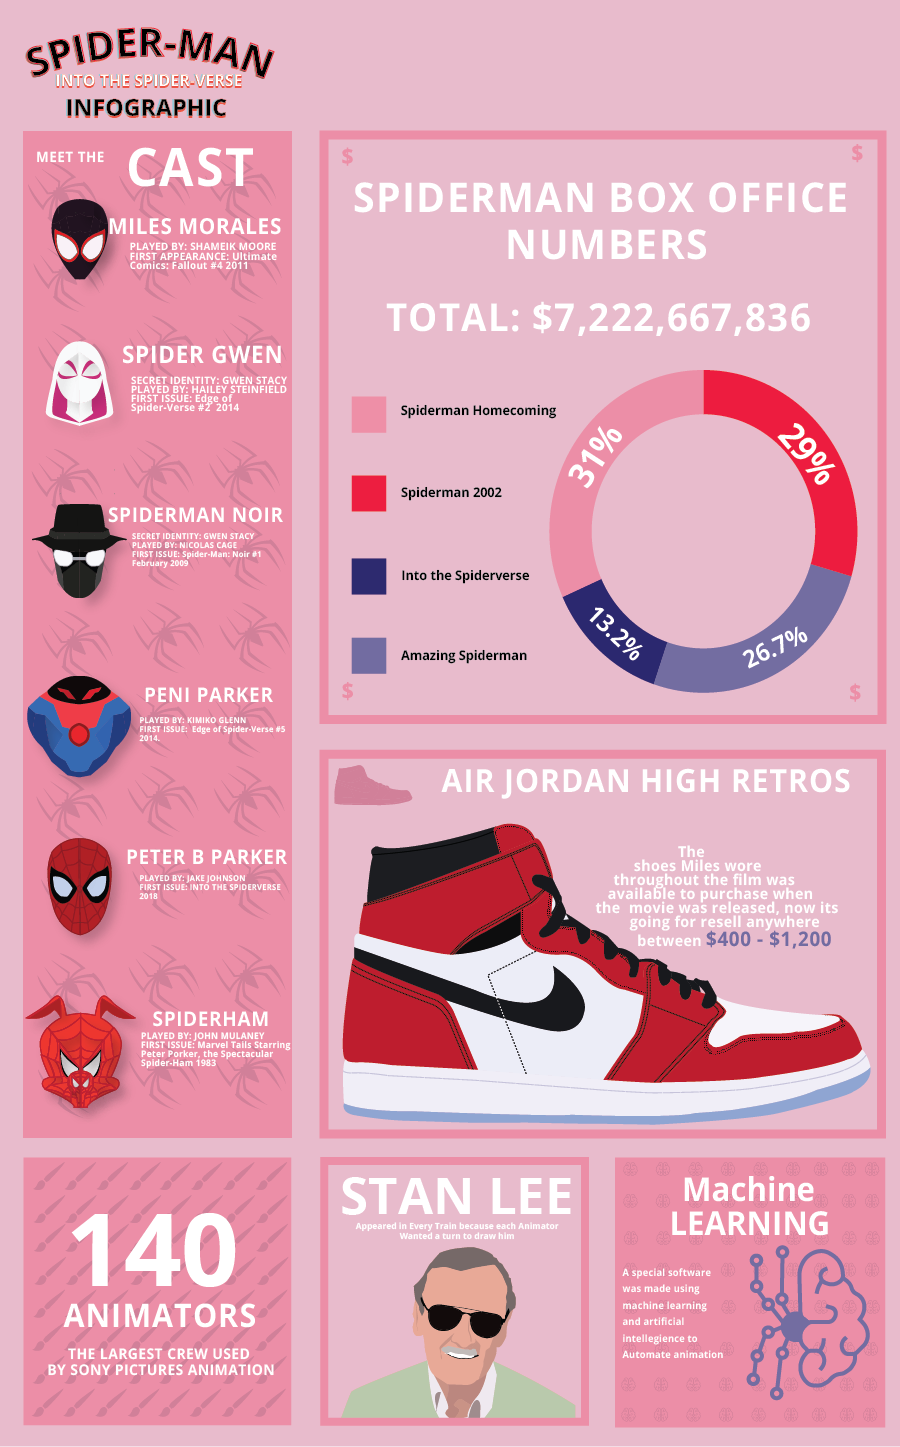 SPIDER-MAN
INTO THE SPIDER-VERSE
INFOGRAPHIC
MEET THE CAST
MILES MORALES
PLAYED BY: SHAMEIK MOORE
FIRST APPEARANCE: Ultimate
Comics: Fallout #4 2011
SPIDER GWEN
SECRET IDENTITY: GWEN STACY
PLAYED BY: HAILEY STEINFIELD
FIRST ISSUE: Edge of
Spider-Verse #2 2014
SPIDERMAN NOIR
SECRET IDENTITY: GWEN STACY
PLAYED BY: NICOLAS CAGE
FIRST ISSUE: Spider-Man: Noir #1
February 2009
PENI PARKER
PLAYED BY: KIMIKO GLENN
FIRST ISSUE: Edge of Spider-Verse #5
2014.
PETER B PARKER
PLAYED BY: JAKE JOHNSON
FIRST ISSUE: INTO THE SPIDERVERSE
2018
SPIDERHAM
PLAYED BY: JOHN MULANEY
FIRST ISSUE: Marvel Tails Starring
Peter Porker, the Spectacular
Spider-Ham 1983
$ $
SPIDERMAN BOX OFFICE
NUMBERS
TOTAL: $7,222,667,836
Spiderman Homecoming
Spiderman 2002
Into the Spiderverse
Amazing Spiderman
31%
29%
13.2%
26.7%
$ $
AIR JORDAN HIGH RETROS
The
shoes Miles wore
throughout the film was
available to purchase when
the movie was released, now its
going for resell anywhere
between $400 - $1,200
140
ANIMATORS
THE LARGEST CREW USED
BY SONY PICTURES ANIMATION
STAN LEE
Appeared in Every Train because each Animator
Wanted a turn to draw him
Machine
LEARNING
A special software
was made using
machine learning
and artificial
intellegience to
Automate animation